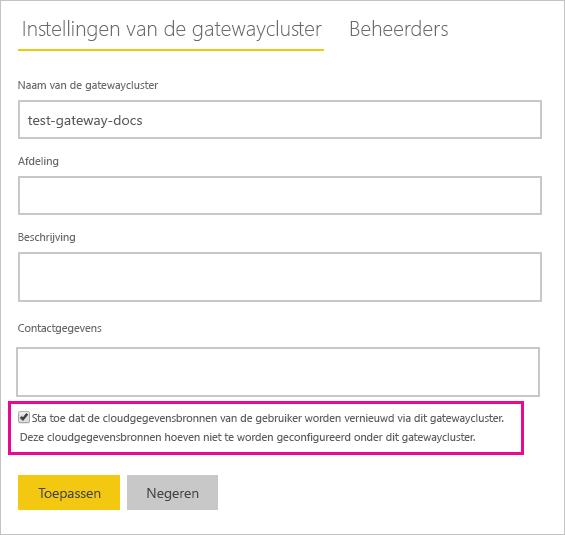 Instellingen van de gatewaycluster Beheerders
Naam van de gatewaycluster
test-gateway-docs
Afdeling
Beschrijving
Contactgegevens
Sta toe dat de cloudgegevensbronnen van de gebruiker worden vernieuwd via dit gatewaycluster.
Deze cloudgegevensbronnen hoeven niet te worden geconfigureerd onder dit gatewaycluster.
Toepassen Negeren